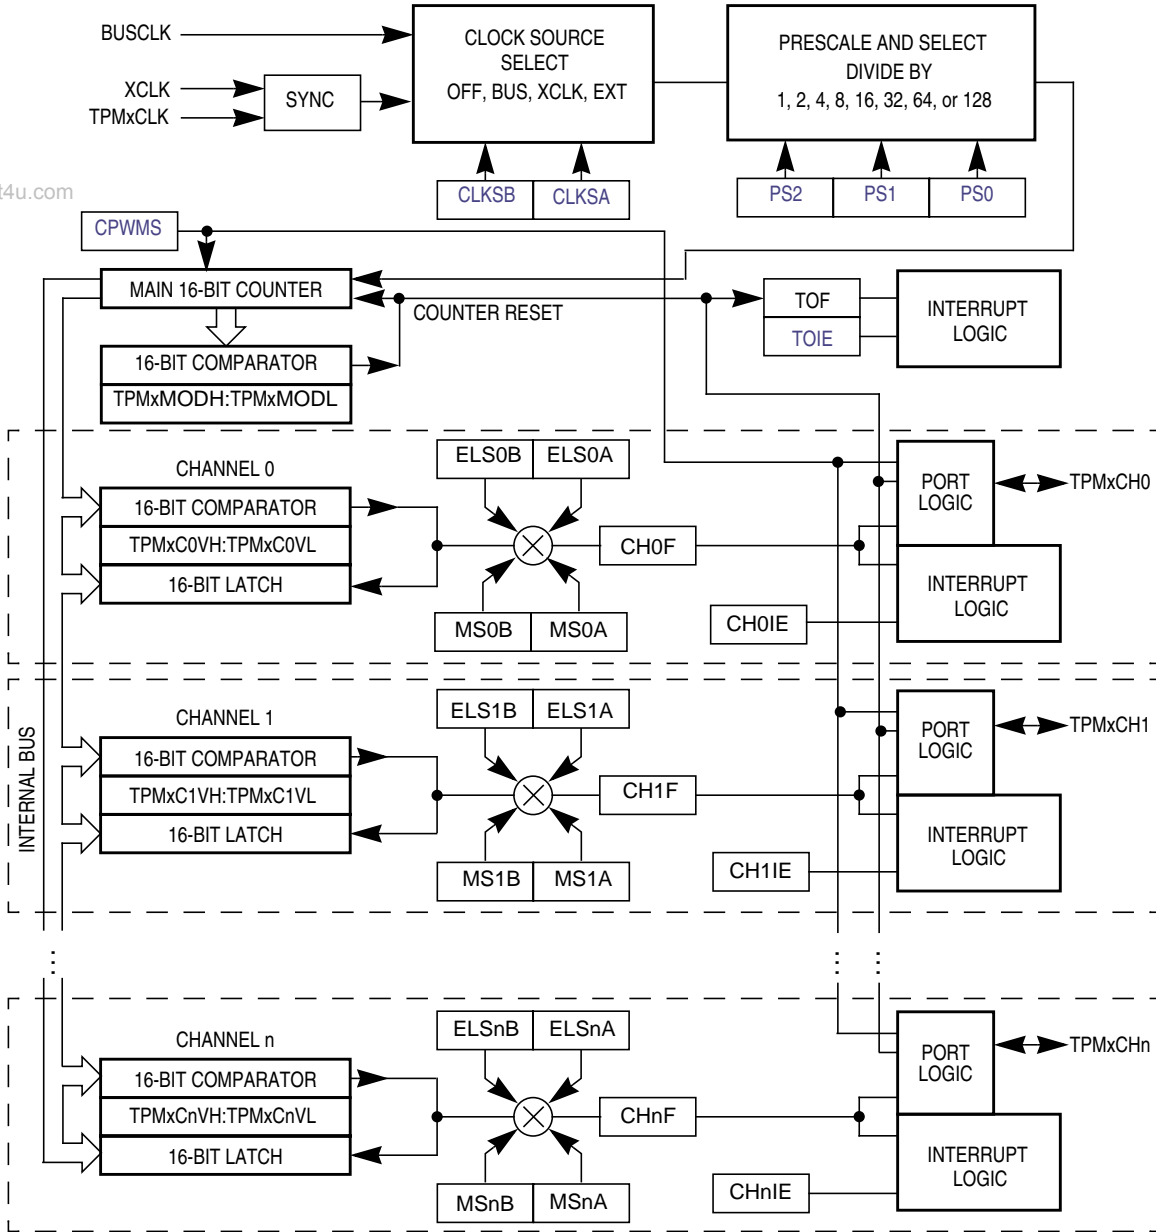 BUSCLK
XCLK
TPMxCLK
SYNC
CLOCK SOURCE
SELECT
OFF, BUS, XCLK, EXT
PRESCALE AND SELECT
DIVIDE BY
1, 2, 4, 8, 16, 32, 64, or 128
CLKSB
CLKSA
PS2
PS1
PS0
t4u.com
CPWMS
MAIN 16-BIT COUNTER
COUNTER RESET
TOF
TOIE
INTERRUPT
LOGIC
16-BIT COMPARATOR
TPMxMODH:TPMxMODL
CHANNEL 0
16-BIT COMPARATOR
TPMxC0VH:TPMxC0VL
16-BIT LATCH
ELS0B
ELS0A
MS0B
MS0A
CH0F
CH0IE
PORT
LOGIC
TPMxCH0
INTERRUPT
LOGIC
INTERNAL BUS
CHANNEL 1
16-BIT COMPARATOR
TPMxC1VH:TPMxC1VL
16-BIT LATCH
ELS1B
ELS1A
MS1B
MS1A
CH1F
CH1IE
PORT
LOGIC
TPMxCH1
INTERRUPT
LOGIC
...
... ...
CHANNEL n
16-BIT COMPARATOR
TPMxCnVH:TPMxCnVL
16-BIT LATCH
ELSnB
ELSnA
MSnB
MSnA
CHnF
CHnIE
PORT
LOGIC
TPMxCHn
INTERRUPT
LOGIC